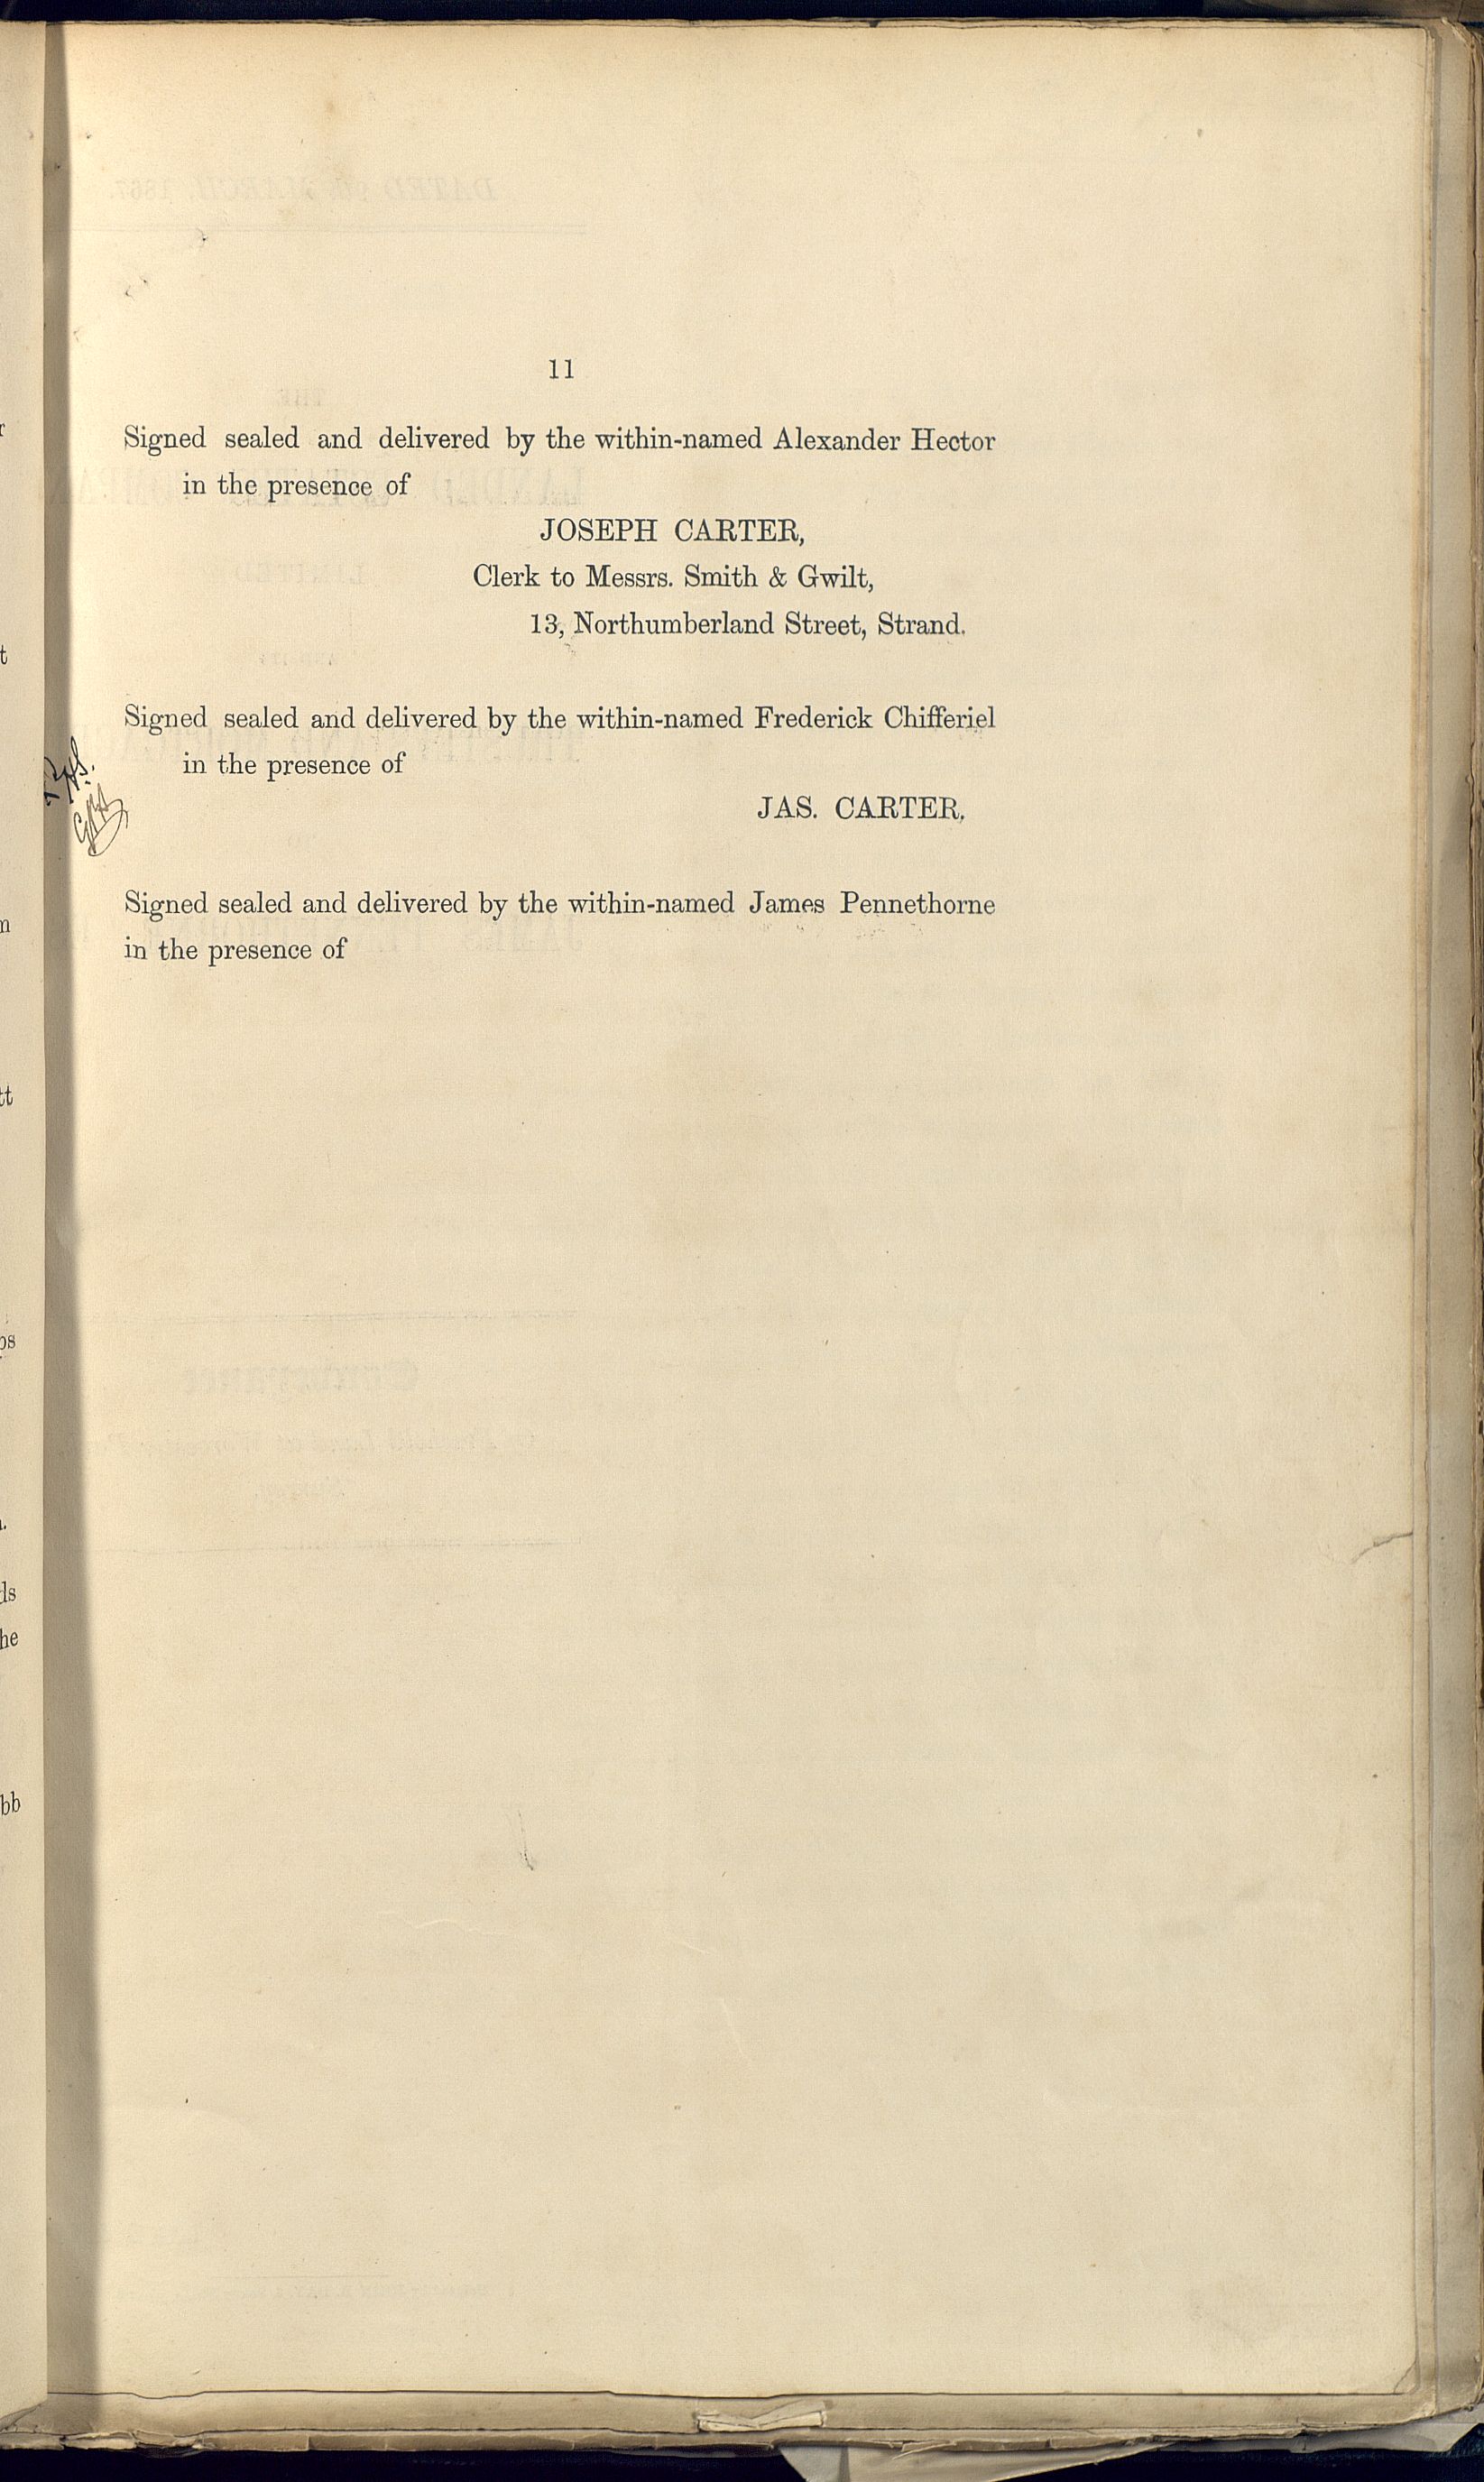 11
Signed sealed and delivered by the within-named Alexander Hector
in the presence of
JOSEPH CARTER,
Clerk to Messrs. Smith & Gwilt,
13, Northumberland Street, Strand.
Signed sealed and delivered by the within-named Frederick Chifferiel
in the presence of
JAS. CARTER.
Signed sealed and delivered by the within-named James Pennethorne
in the presence of